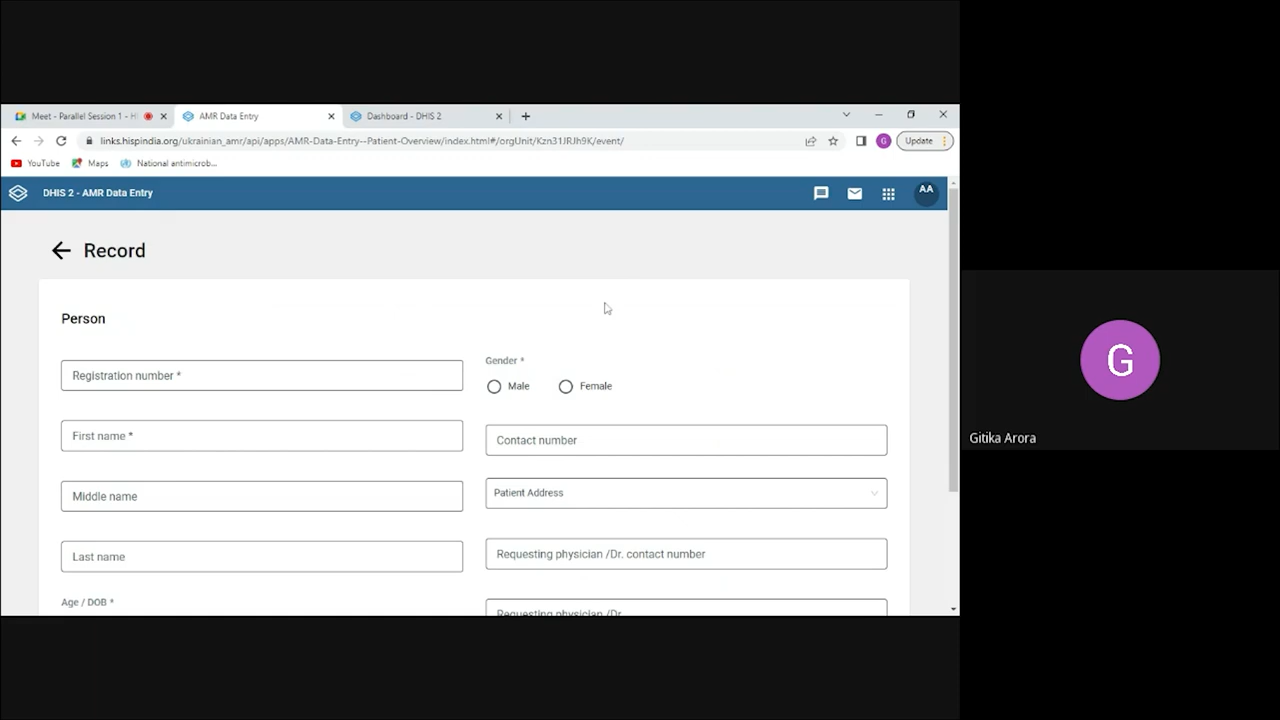 Meet - Parallel Session 1 - H
AMR Data Entry
Dashboard - DHIS 2
links.hispindia.org/ukrainian_amr/api/apps/AMR-Data-Entry--Patient-Overview/index.html#/orgUnit/Kzn31JRJh9K/event/
G
Update
YouTube
Maps
National antimicrob...
DHIS 2 - AMR Data Entry
AA
Record
Person
Registration number *
Gender *
Male
Female
First name *
Contact number
Middle name
Patient Address
Last name
Requesting physician /Dr. contact number
Age / DOB *
Requesting physician /Dr.
G
Gitika Arora